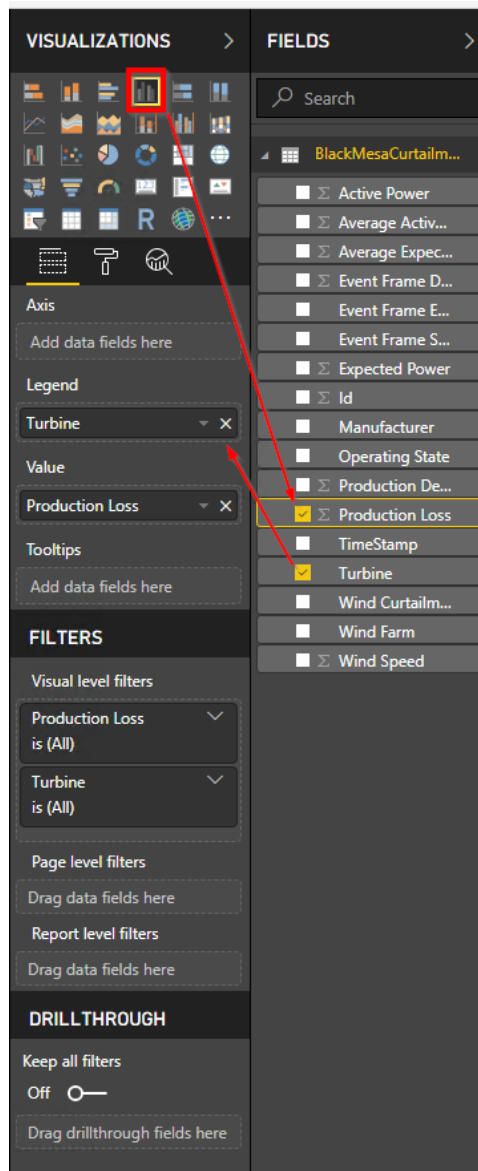 VISUALIZATIONS
R
Axis
Add data fields here
Legend
Turbine
Value
Production Loss
Tooltips
Add data fields here
FILTERS
Visual level filters
Production Loss
is (All)
Turbine
is (All)
Page level filters
Drag data fields here
Report level filters
Drag data fields here
DRILLTHROUGH
Keep all filters
Off
Drag drillthrough fields here
FIELDS
Search
BlackMesaCurtailm...
Σ Active Power
Σ Average Activ...
Σ Average Expec...
Σ Event Frame D...
Event Frame E...
Event Frame S...
Σ Expected Power
Σ Id
Manufacturer
Operating State
Σ Production De...
Σ Production Loss
TimeStamp
Turbine
Wind Curtailm...
Wind Farm
Σ Wind Speed